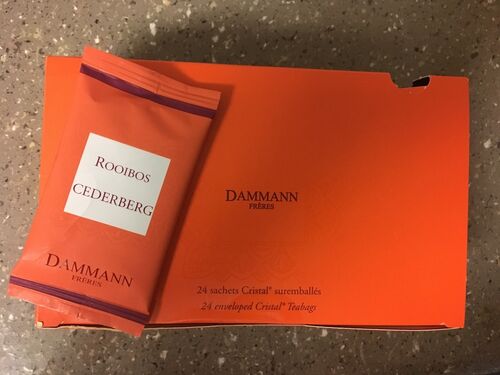 ROOIBOS
CEDERBERG
DAMMANN
FRÈRES
DAMMANN
FRÈRES
24 sachets Cristal® suremballés
24 enveloped Cristal® Teabags